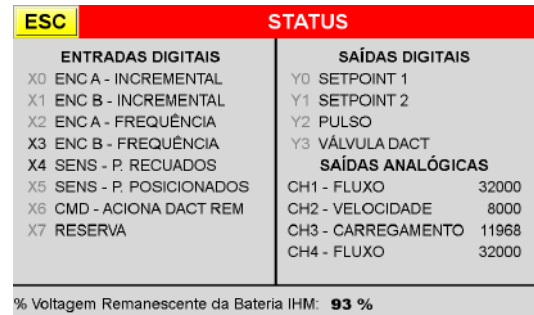 ESC
STATUS
ENTRADAS DIGITAIS
X0 ENC A - INCREMENTAL
X1 ENC B - INCREMENTAL
X2 ENC A - FREQUÊNCIA
X3 ENC B - FREQUÊNCIA
X4 SENS - P. RECUADOS
X5 SENS - P. POSICIONADOS
X6 CMD - ACIONA DACT REM
X7 RESERVA
SAÍDAS DIGITAIS
Y0 SETPOINT 1
Y1 SETPOINT 2
Y2 PULSO
Y3 VÁLVULA DACT
SAÍDAS ANALÓGICAS
CH1 - FLUXO 32000
CH2 - VELOCIDADE 8000
CH3 - CARREGAMENTO 11968
CH4 - FLUXO 32000
% Voltagem Remanescente da Bateria IHM: 93 %